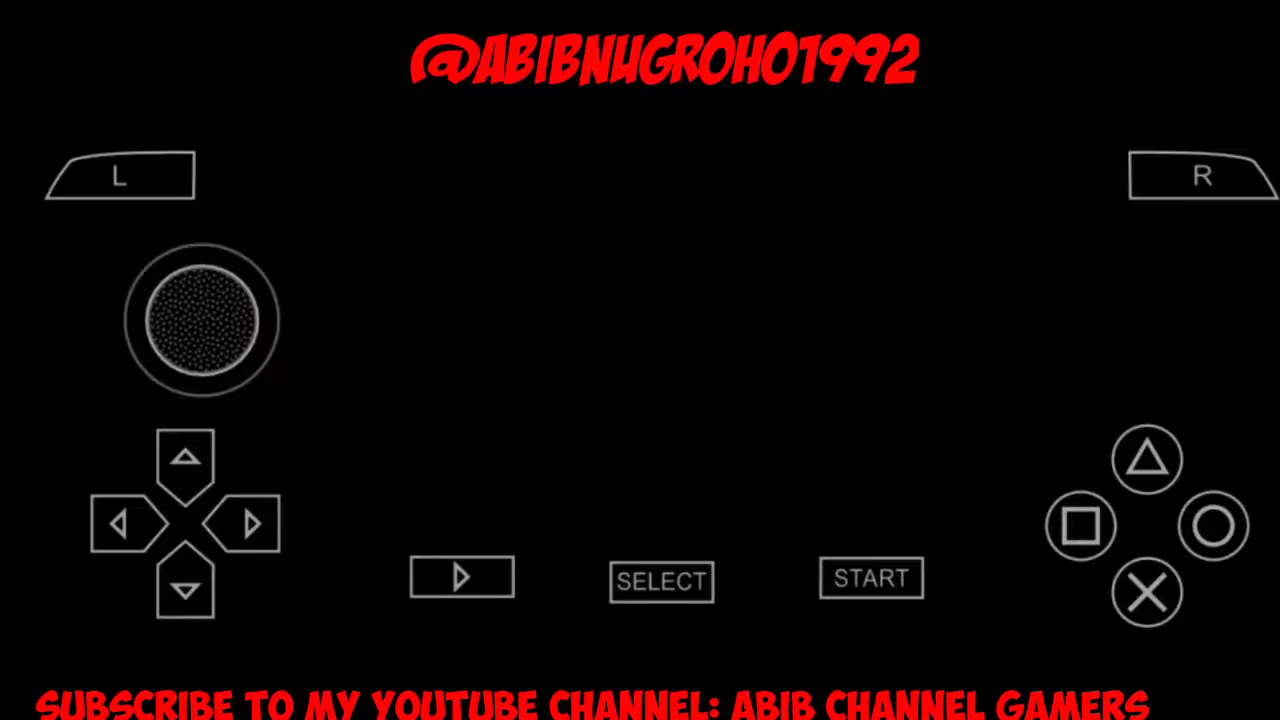 @ABIBNUGROHO1992
L
R
SELECT
START
SUBSCRIBE TO MY YOUTUBE CHANNEL: ABIB CHANNEL GAMERS